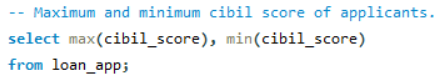 -- Maximum and minimum cibil score of applicants.
select max(cibil_score), min(cibil_score)
from loan_app;